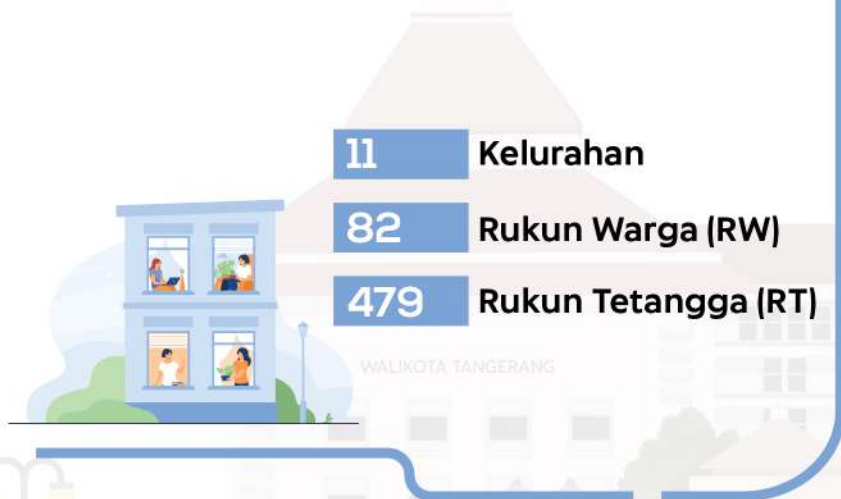 11 Kelurahan
82 Rukun Warga (RW)
479 Rukun Tetangga (RT)
WALIKOTA TANGERANG